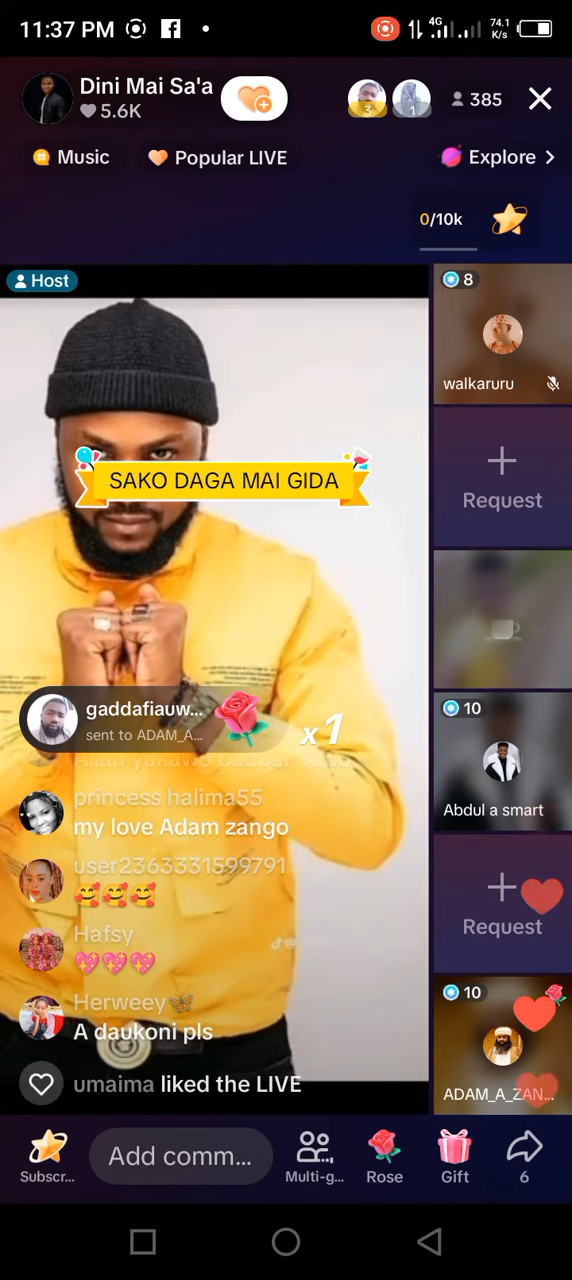 11:37 PM
4G
74.1
K/s
Dini Mai Sa'a
5.6K
3
1
385
Music
Popular LIVE
Explore
0/10k
Host
8
walkaruru
SAKO DAGA MAI GIDA
Request
gaddafiauw...
sent to ADAM_A...
x1
princess halima55
my love Adam zango
10
Abdul a smart
user2363331599791
🥰🥰🥰
Request
Hafsy
💖💖💖
Herweey🦋
A daukoni pls
10
ADAM_A_ZAN...
umaima liked the LIVE
Subscr...
Add comm...
Multi-g...
Rose
Gift
6